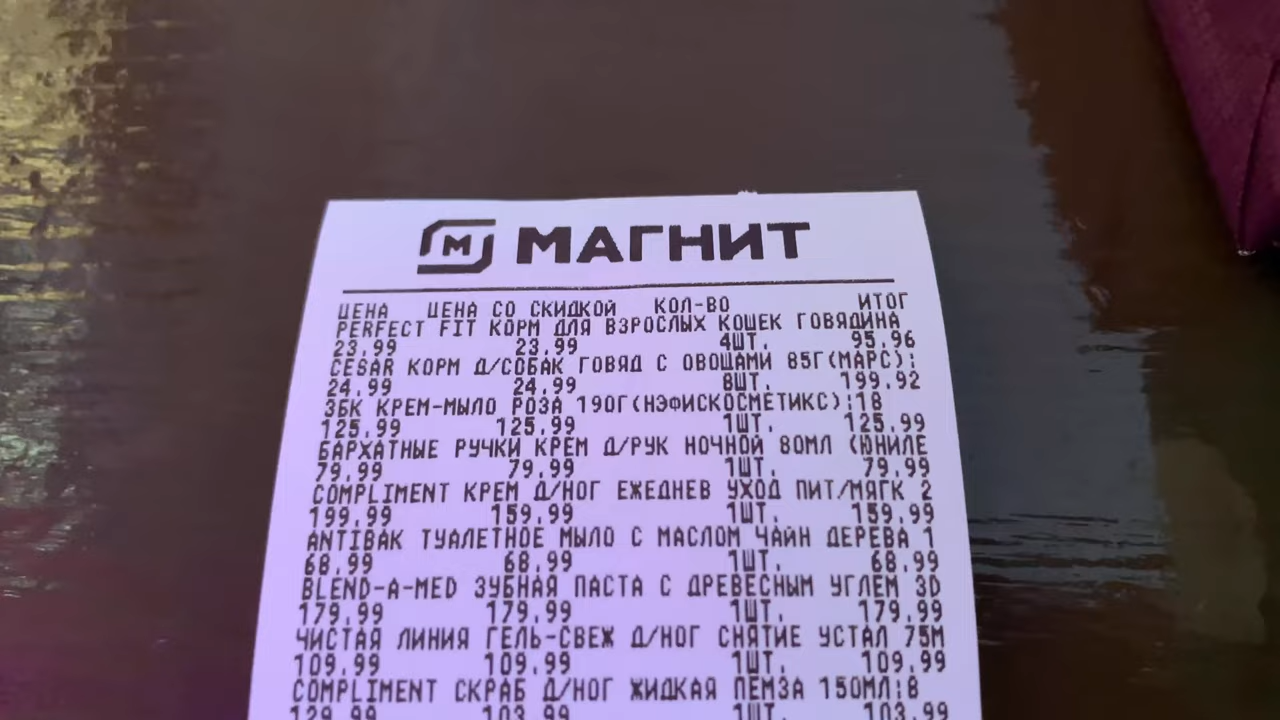 М МАГНИТ
ЦЕНА ЦЕНА СО СКИДКОЙ КОЛ-ВО ИТОГ
PERFECT FIT КОРМ ДЛЯ ВЗРОСЛЫХ КОШЕК ГОВЯДИНА
23.99 23.99 4ШТ. 95.96
CESAR КОРМ Д/СОБАК ГОВЯД С ОВОЩАМИ 85Г(МАРС):
24.99 24.99 8ШТ. 199.92
ЗБК КРЕМ-МЫЛО РОЗА 190Г(НЭФИСКОСМЕТИКС):18
125.99 125.99 1ШТ. 125.99
БАРХАТНЫЕ РУЧКИ КРЕМ Д/РУК НОЧНОЙ 80МЛ (ЮНИЛЕ
79.99 79.99 1ШТ. 79.99
COMPLIMENT КРЕМ Д/НОГ ЕЖЕДНЕВ УХОД ПИТ/МЯГК 2
199.99 159.99 1ШТ. 159.99
ANTIBAK ТУАЛЕТНОЕ МЫЛО С МАСЛОМ ЧАЙН ДЕРЕВА 1
68.99 68.99 1ШТ. 68.99
BLEND-A-MED ЗУБНАЯ ПАСТА С ДРЕВЕСНЫМ УГЛЕМ 3D
179.99 179.99 1ШТ. 179.99
ЧИСТАЯ ЛИНИЯ ГЕЛЬ-СВЕЖ Д/НОГ СНЯТИЕ УСТАЛ 75М
109.99 109.99 1ШТ. 109.99
COMPLIMENT СКРАБ Д/НОГ ЖИДКАЯ ПЕМЗА 150МЛ:8
129.99 103.99 1ШТ. 103.99